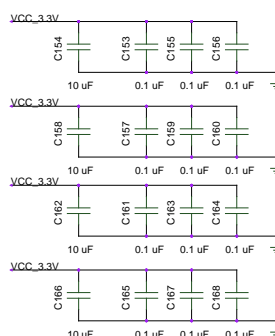 VCC_3.3V
C154 C153 C155 C156
10 uF 0.1 uF 0.1 uF 0.1 uF
VCC_3.3V
C158 C157 C159 C160
10 uF 0.1 uF 0.1 uF 0.1 uF
VCC_3.3V
C162 C161 C163 C164
10 uF 0.1 uF 0.1 uF 0.1 uF
VCC_3.3V
C166 C165 C167 C168
10 uF 0.1 uF 0.1 uF 0.1 uF